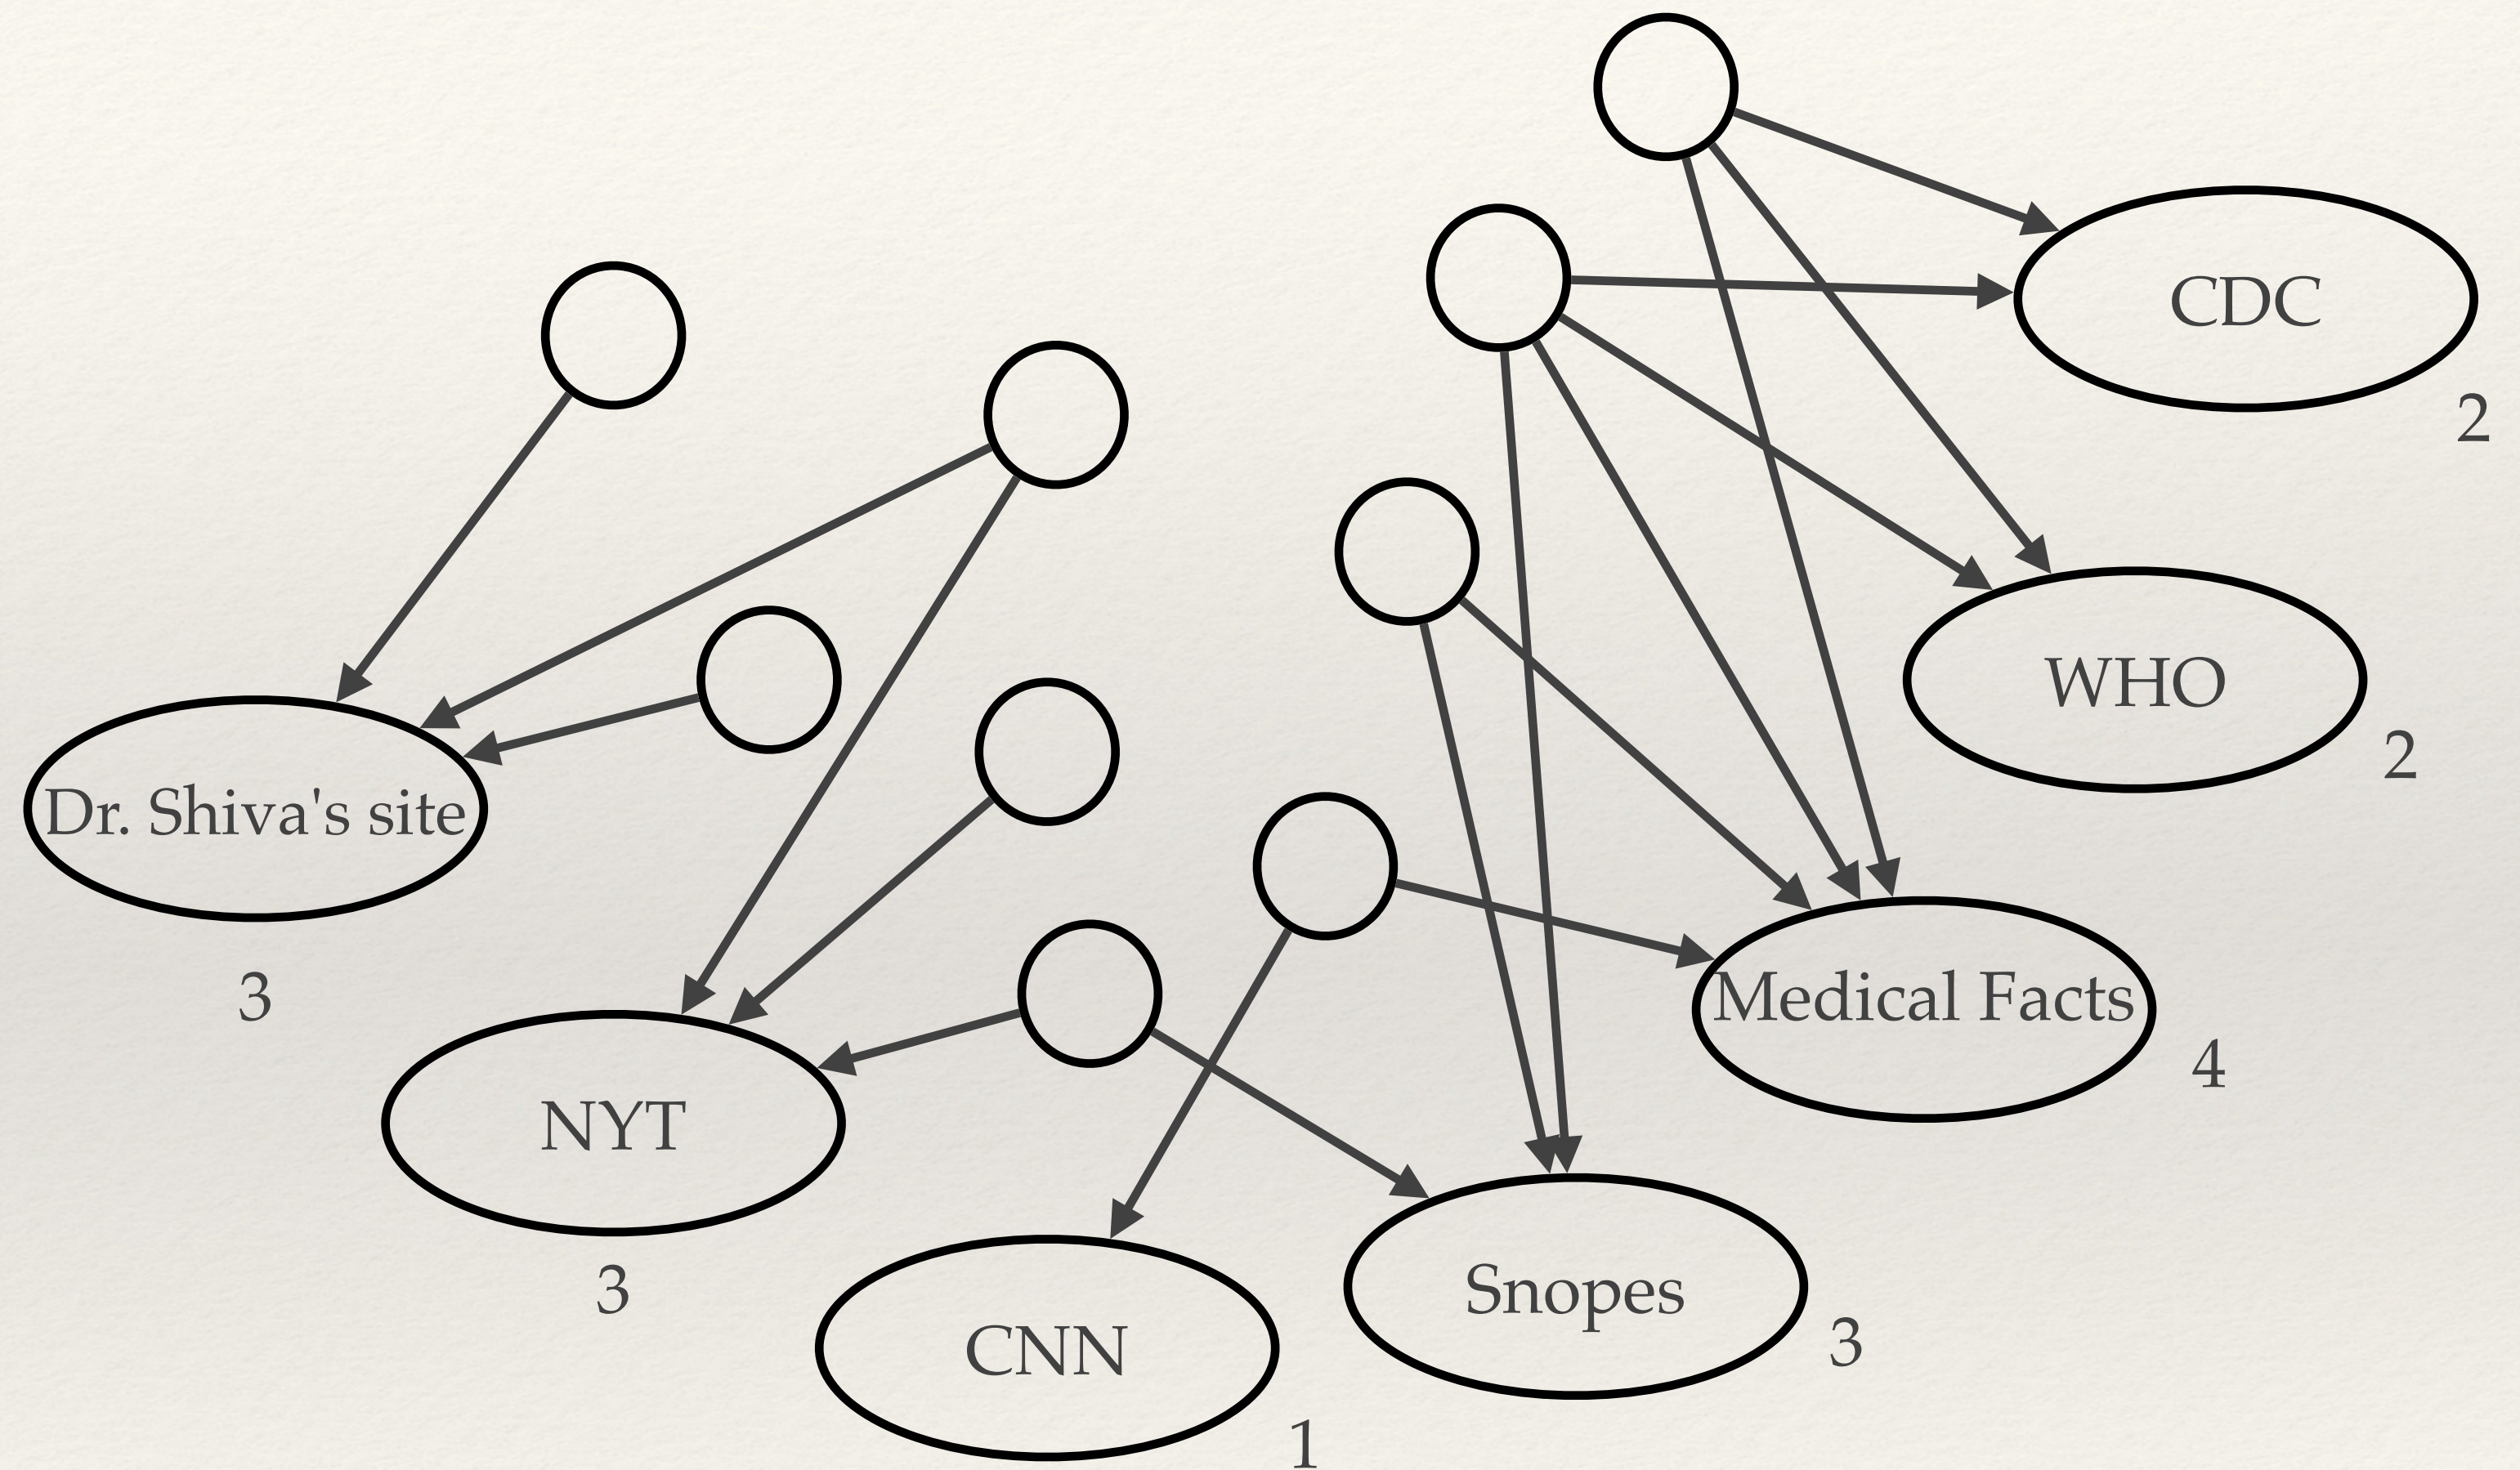 CDC
2
WHO
2
Dr. Shiva's site
3
Medical Facts
4
NYT
3
Snopes
3
CNN
1